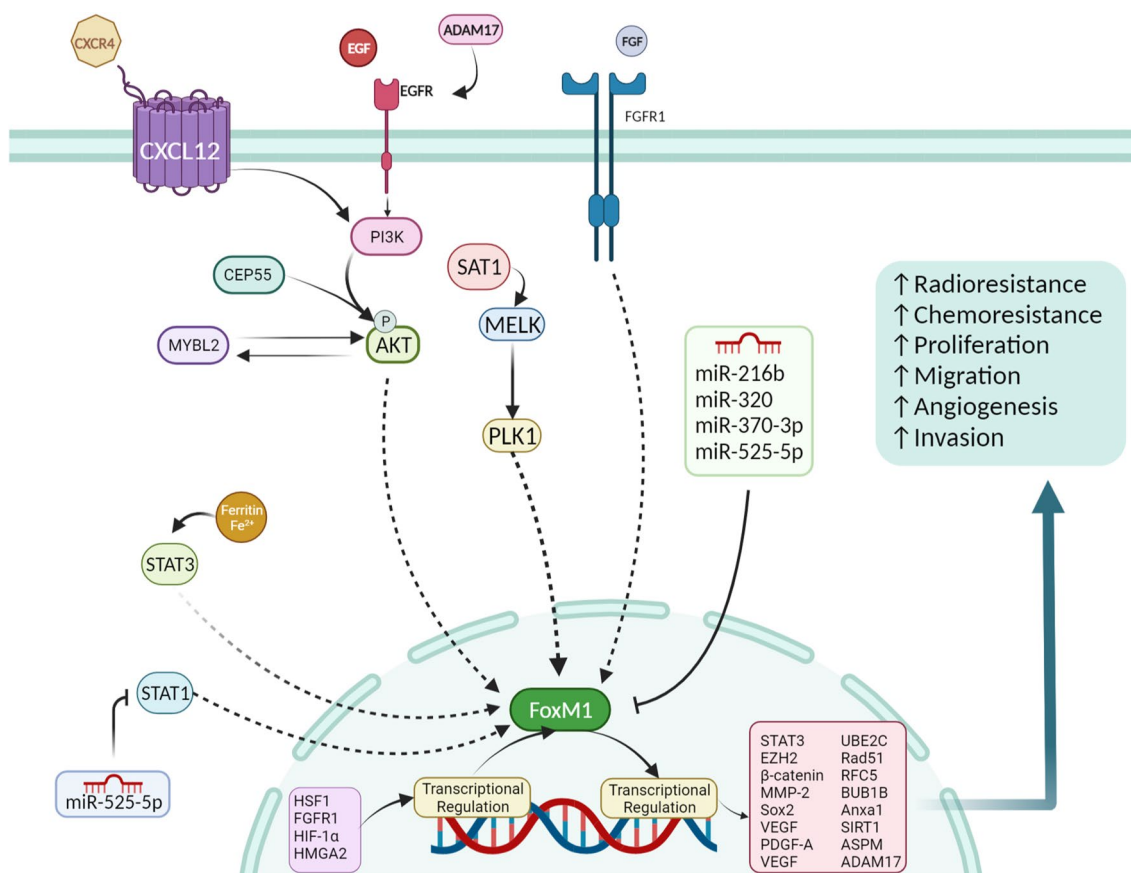 CXCR4
EGF
ADAM17
FGF
EGFR
FGFR1
CXCL12
PI3K
CEP55
SAT1
P
MYBL2
AKT
MELK
PLK1
miR-216b
miR-320
miR-370-3p
miR-525-5p
↑ Radioresistance
↑ Chemoresistance
↑ Proliferation
↑ Migration
↑ Angiogenesis
↑ Invasion
Ferritin
Fe²⁺
STAT3
STAT1
miR-525-5p
FoxM1
HSF1
FGFR1
HIF-1α
HMGA2
Transcriptional
Regulation
Transcriptional
Regulation
STAT3 UBE2C
EZH2 Rad51
β-catenin RFC5
MMP-2 BUB1B
Sox2 Anxa1
VEGF SIRT1
PDGF-A ASPM
VEGF ADAM17